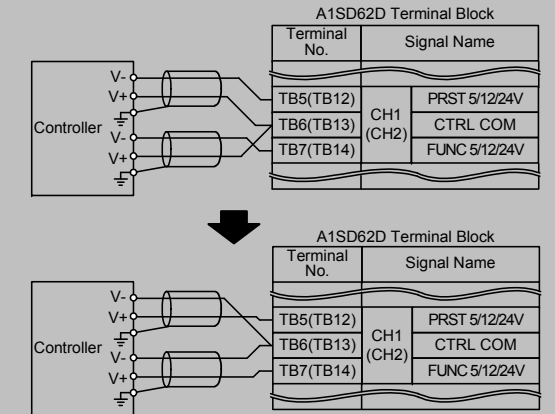 A1SD62D Terminal Block
Terminal No.
Signal Name
V-
V+
Controller
V-
V+
TB5(TB12)
TB6(TB13)
TB7(TB14)
CH1
(CH2)
PRST 5/12/24V
CTRL COM
FUNC 5/12/24V
A1SD62D Terminal Block
Terminal No.
Signal Name
V-
V+
Controller
V-
V+
TB5(TB12)
TB6(TB13)
TB7(TB14)
CH1
(CH2)
PRST 5/12/24V
CTRL COM
FUNC 5/12/24V